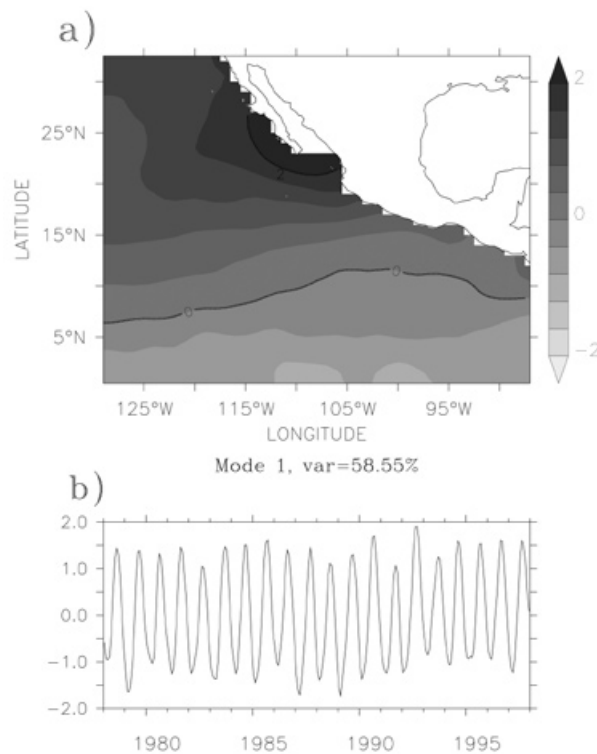 a)
2
0
-2
25°N
15°N
5°N
LATITUDE
2
0
0
125°W 115°W 105°W 95°W
LONGITUDE
Mode 1, var=58.55%
b)
2.0
1.0
0.0
-1.0
-2.0
1980 1985 1990 1995